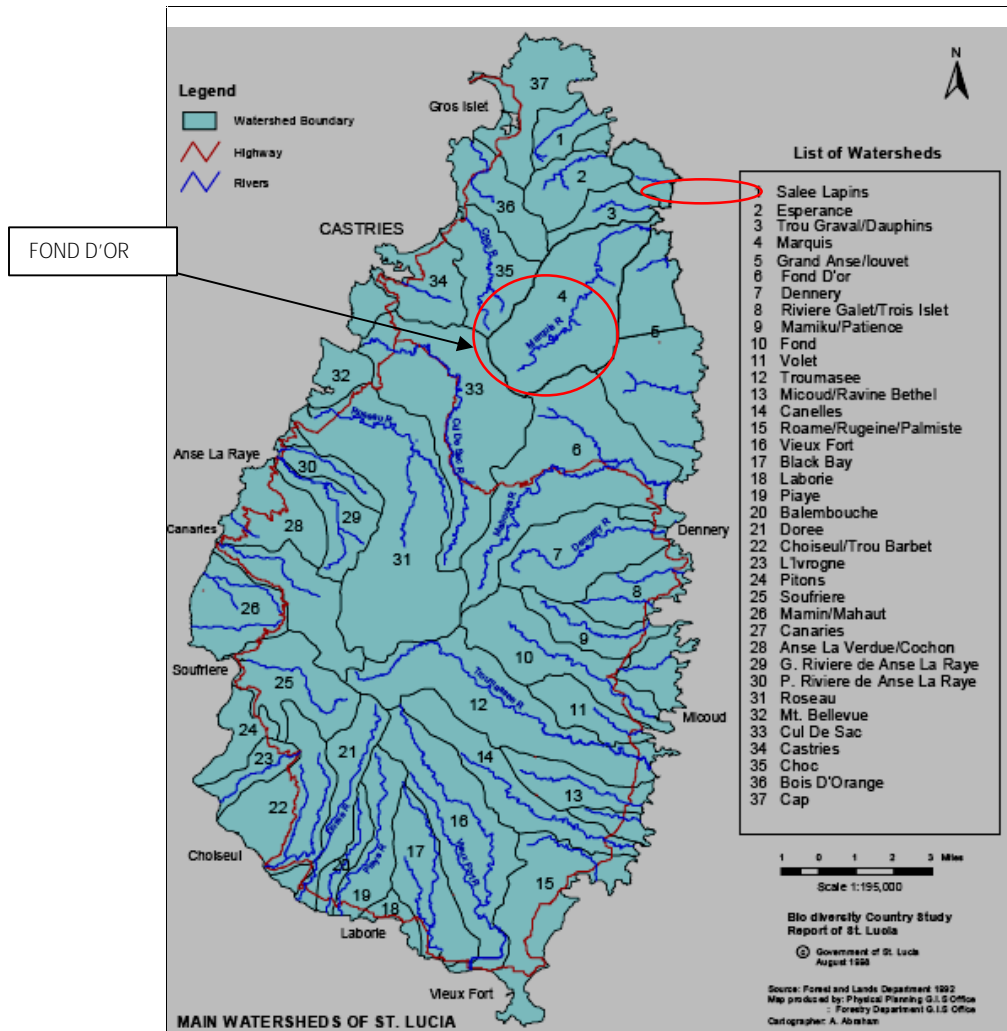 N
Legend
Watershed Boundary
Highway
Rivers
FOND D'OR
Gros Islet
CASTRIES
Anse La Raye
Canaries
Soufriere
Choiseul
Laborie
Vieux Fort
Micoud
Dennery
37
1
2
36
3
35
34
4
5
32
33
6
30
29
28
31
7
8
26
9
10
25
11
12
24
21
23
14
13
22
16
20
17
15
19
18
Choc R
Marquis R
Roseau R
Cul De Sac R
Dennery R
Troumassee R
Vieux Fort R
List of Watersheds
1 Salee Lapins
2 Esperance
3 Trou Graval/Dauphins
4 Marquis
5 Grand Anse/louvet
6 Fond D'or
7 Dennery
8 Riviere Galet/Trois Islet
9 Mamiku/Patience
10 Fond
11 Volet
12 Troumasee
13 Micoud/Ravine Bethel
14 Canelles
15 Roame/Rugeine/Palmiste
16 Vieux Fort
17 Black Bay
18 Laborie
19 Piaye
20 Balembouche
21 Doree
22 Choiseul/Trou Barbet
23 L'Ivrogne
24 Pitons
25 Soufriere
26 Mamin/Mahaut
27 Canaries
28 Anse La Verdue/Cochon
29 G. Riviere de Anse La Raye
30 P. Riviere de Anse La Raye
31 Roseau
32 Mt. Bellevue
33 Cul De Sac
34 Castries
35 Choc
36 Bois D'Orange
37 Cap
1 0 1 2 3 Miles
Scale 1:195,000
Bio diversity Country Study
Report of St. Lucia
© Government of St. Lucia
August 1998
Source: Forest and Lands Department 1992
Map produced by: Physical Planning G.I.S Office
: Forestry Department G.I.S Office
Cartographer: A. Abraham
MAIN WATERSHEDS OF ST. LUCIA